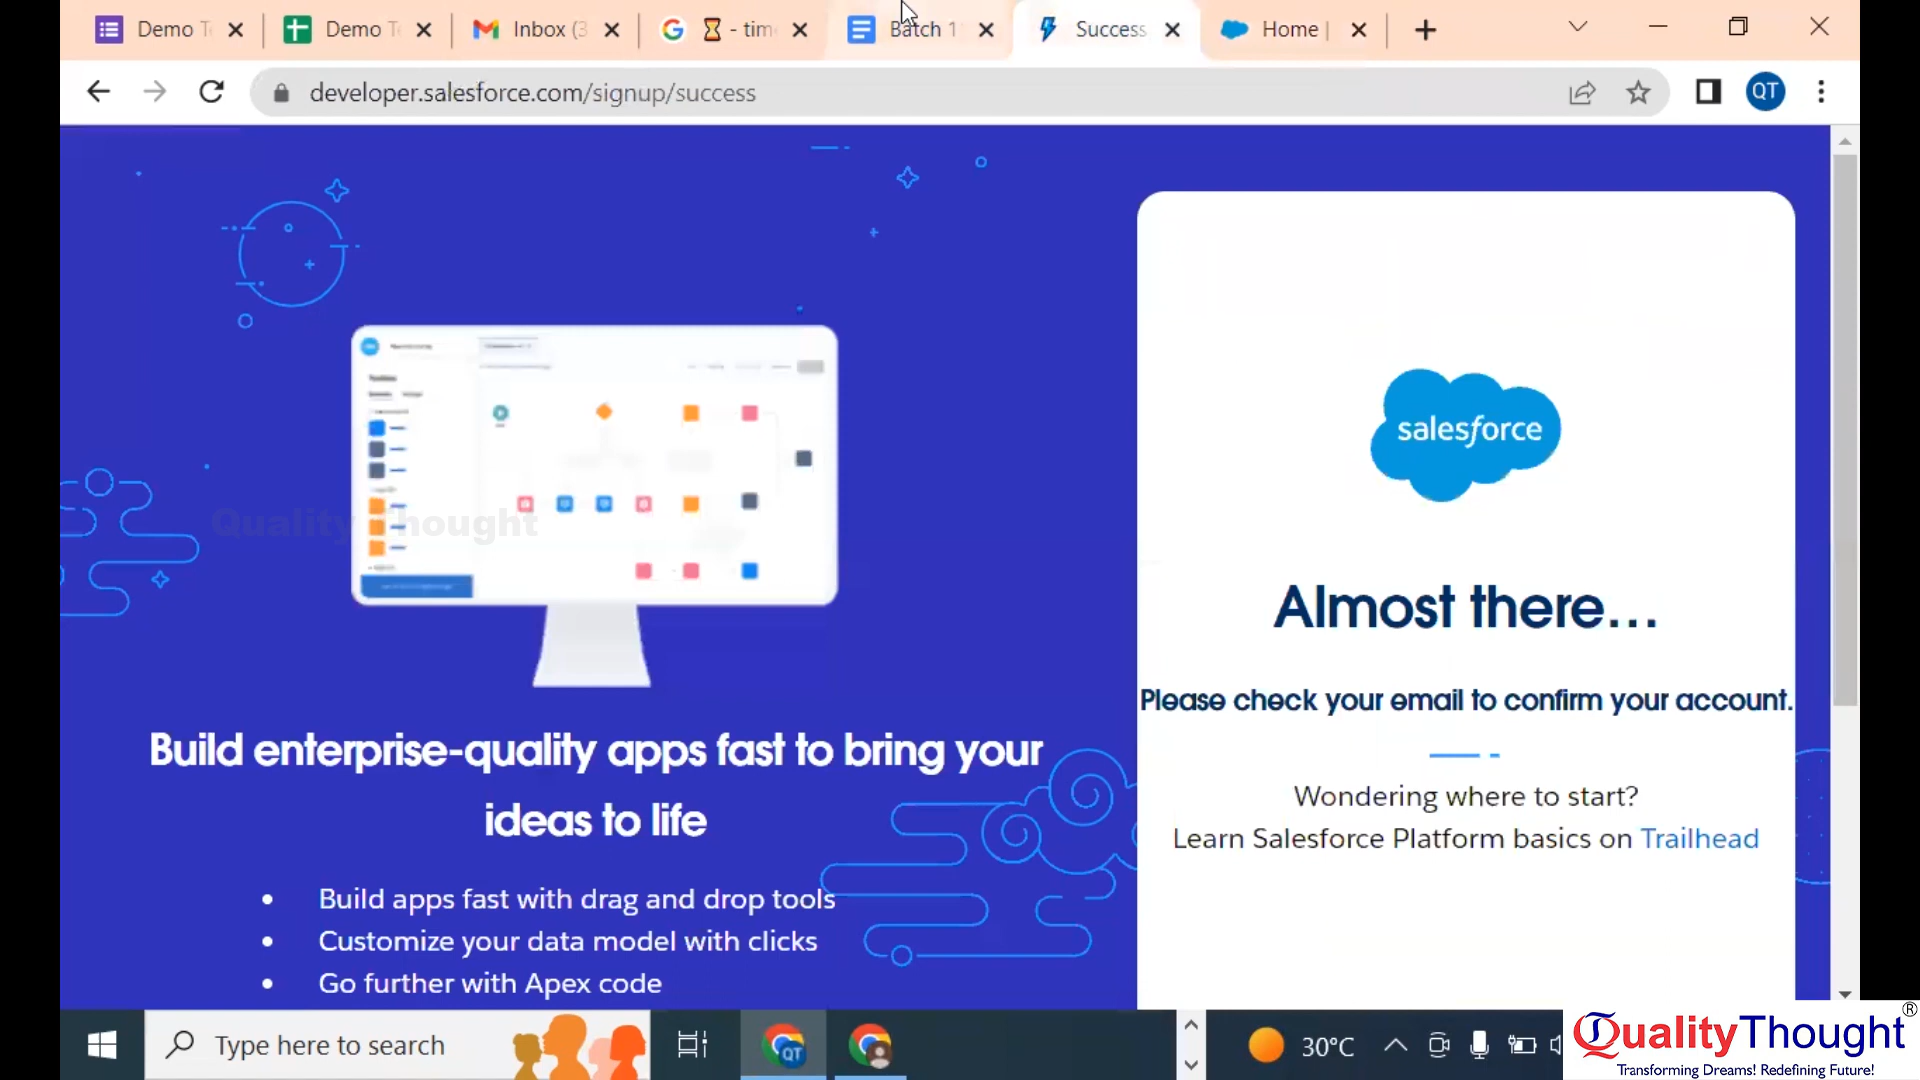 Demo T
Demo T
Inbox (3
- tim
Batch 1
Success
Home |
developer.salesforce.com/signup/success
QT
salesforce
Almost there...
Please check your email to confirm your account.
Wondering where to start?
Learn Salesforce Platform basics on Trailhead
Quality Thought
Build enterprise-quality apps fast to bring your
ideas to life
• Build apps fast with drag and drop tools
• Customize your data model with clicks
• Go further with Apex code
Type here to search
QT
30°C
QualityThought®
Transforming Dreams! Redefining Future!